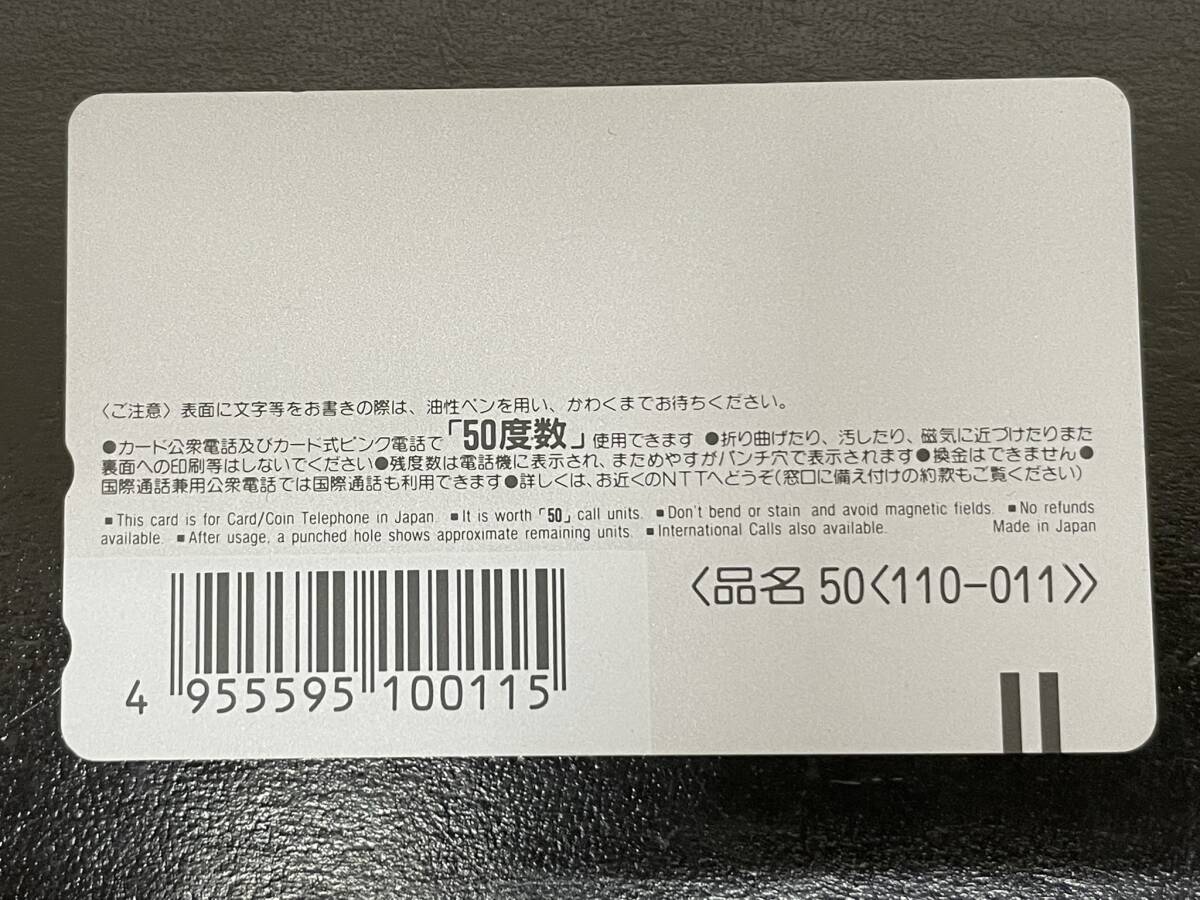 〈ご注意〉表面に文字等をお書きの際は、油性ペンを用い、かわくまでお待ちください。
●カード公衆電話及びカード式ピンク電話で「50度数」使用できます ●折り曲げたり、汚したり、磁気に近づけたりまた
裏面への印刷等はしないでください●残度数は電話機に表示され、まためやすがパンチ穴で表示されます●換金はできません●
国際通話兼用公衆電話では国際通話も利用できます●詳しくは、お近くのNTTへどうぞ(窓口に備え付けの約款もご覧ください)
■This card is for Card/Coin Telephone in Japan. ■It is worth「50」call units. ■Don't bend or stain and avoid magnetic fields. ■No refunds
available. ■After usage, a punched hole shows approximate remaining units. ■International Calls also available. Made in Japan
〈品名 50〈110-011〉〉
4 955595 100115